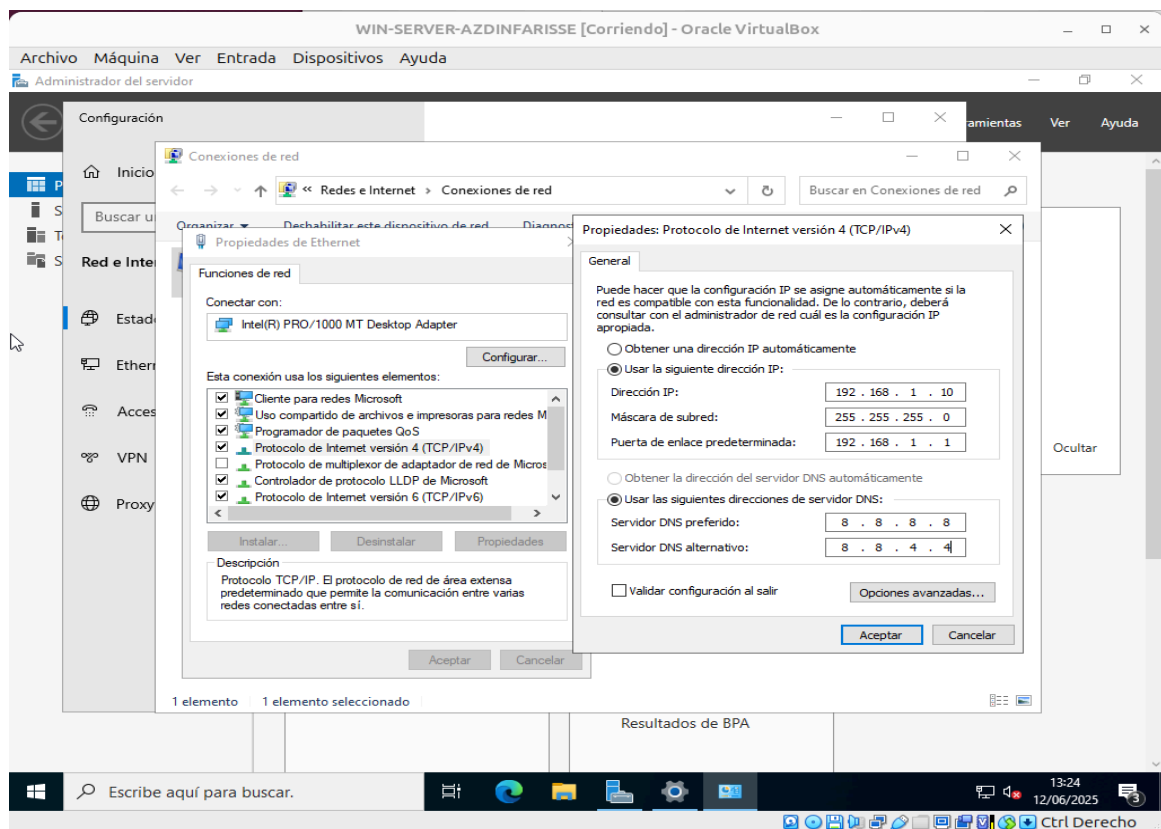 WIN-SERVER-AZDINFARISSE [Corriendo] - Oracle VirtualBox
Archivo Máquina Ver Entrada Dispositivos Ayuda
Administrador del servidor
Configuración
Ver Ayuda
Inicio
Conexiones de red
Redes e Internet
Conexiones de red
Buscar en Conexiones de red
Buscar
Organizar
Deshabilitar este dispositivo de red
Red e
Propiedades de Ethernet
Funciones de red
Conectar con:
Intel(R) PRO/1000 MT Desktop Adapter
Configurar...
Esta conexión usa los siguientes elementos:
Cliente para redes Microsoft
Uso compartido de archivos e impresoras para redes M
Programador de paquetes QoS
Protocolo de Internet versión 4 (TCP/IPv4)
Protocolo de multiplexor de adaptador de red de Micros
Controlador de protocolo LLDP de Microsoft
Protocolo de Internet versión 6 (TCP/IPv6)
Instalar... Desinstalar Propiedades
Descripción
Protocolo TCP/IP. El protocolo de red de área extensa
predeterminado que permite la comunicación entre varias
redes conectadas entre sí.
Aceptar Cancelar
VPN
Proxy
Propiedades: Protocolo de Internet versión 4 (TCP/IPv4)
General
Puede hacer que la configuración IP se asigne automáticamente si la
red es compatible con esta funcionalidad. De lo contrario, deberá
consultar con el administrador de red cuál es la configuración IP
apropiada.
Obtener una dirección IP automáticamente
Usar la siguiente dirección IP:
Dirección IP: 192 . 168 . 1 . 10
Máscara de subred: 255 . 255 . 255 . 0
Puerta de enlace predeterminada: 192 . 168 . 1 . 1
Obtener la dirección del servidor DNS automáticamente
Usar las siguientes direcciones de servidor DNS:
Servidor DNS preferido: 8 . 8 . 8 . 8
Servidor DNS alternativo: 8 . 8 . 4 . 4
Validar configuración al salir
Opciones avanzadas...
Aceptar Cancelar
Ocultar
1 elemento 1 elemento seleccionado
Resultados de BPA
Escribe aquí para buscar.
13:24
12/06/2025
3
Ctrl Derecho